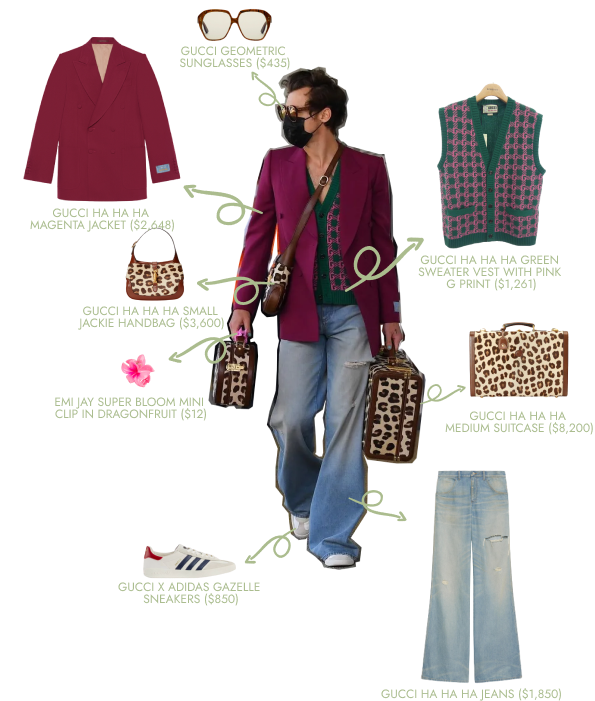 GUCCI GEOMETRIC
SUNGLASSES ($435)
GUCCI HA HA HA
MAGENTA JACKET ($2,648)
GUCCI HA HA HA GREEN
SWEATER VEST WITH PINK
G PRINT ($1,261)
GUCCI HA HA HA SMALL
JACKIE HANDBAG ($3,600)
EMI JAY SUPER BLOOM MINI
CLIP IN DRAGONFRUIT ($12)
GUCCI HA HA HA
MEDIUM SUITCASE ($8,200)
GUCCI X ADIDAS GAZELLE
SNEAKERS ($850)
GUCCI HA HA HA JEANS ($1,850)